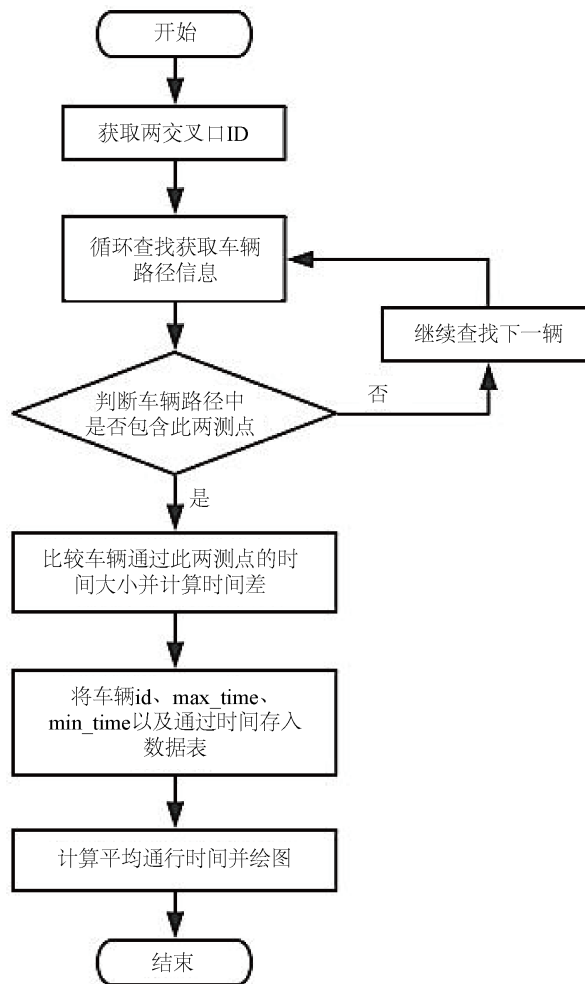 开始
获取两交叉口ID
循环查找获取车辆
路径信息
继续查找下一辆
判断车辆路径中
是否包含此两测点
否
是
比较车辆通过此两测点的时
间大小并计算时间差
将车辆id、max_time、
min_time以及通过时间存入
数据表
计算平均通行时间并绘图
结束